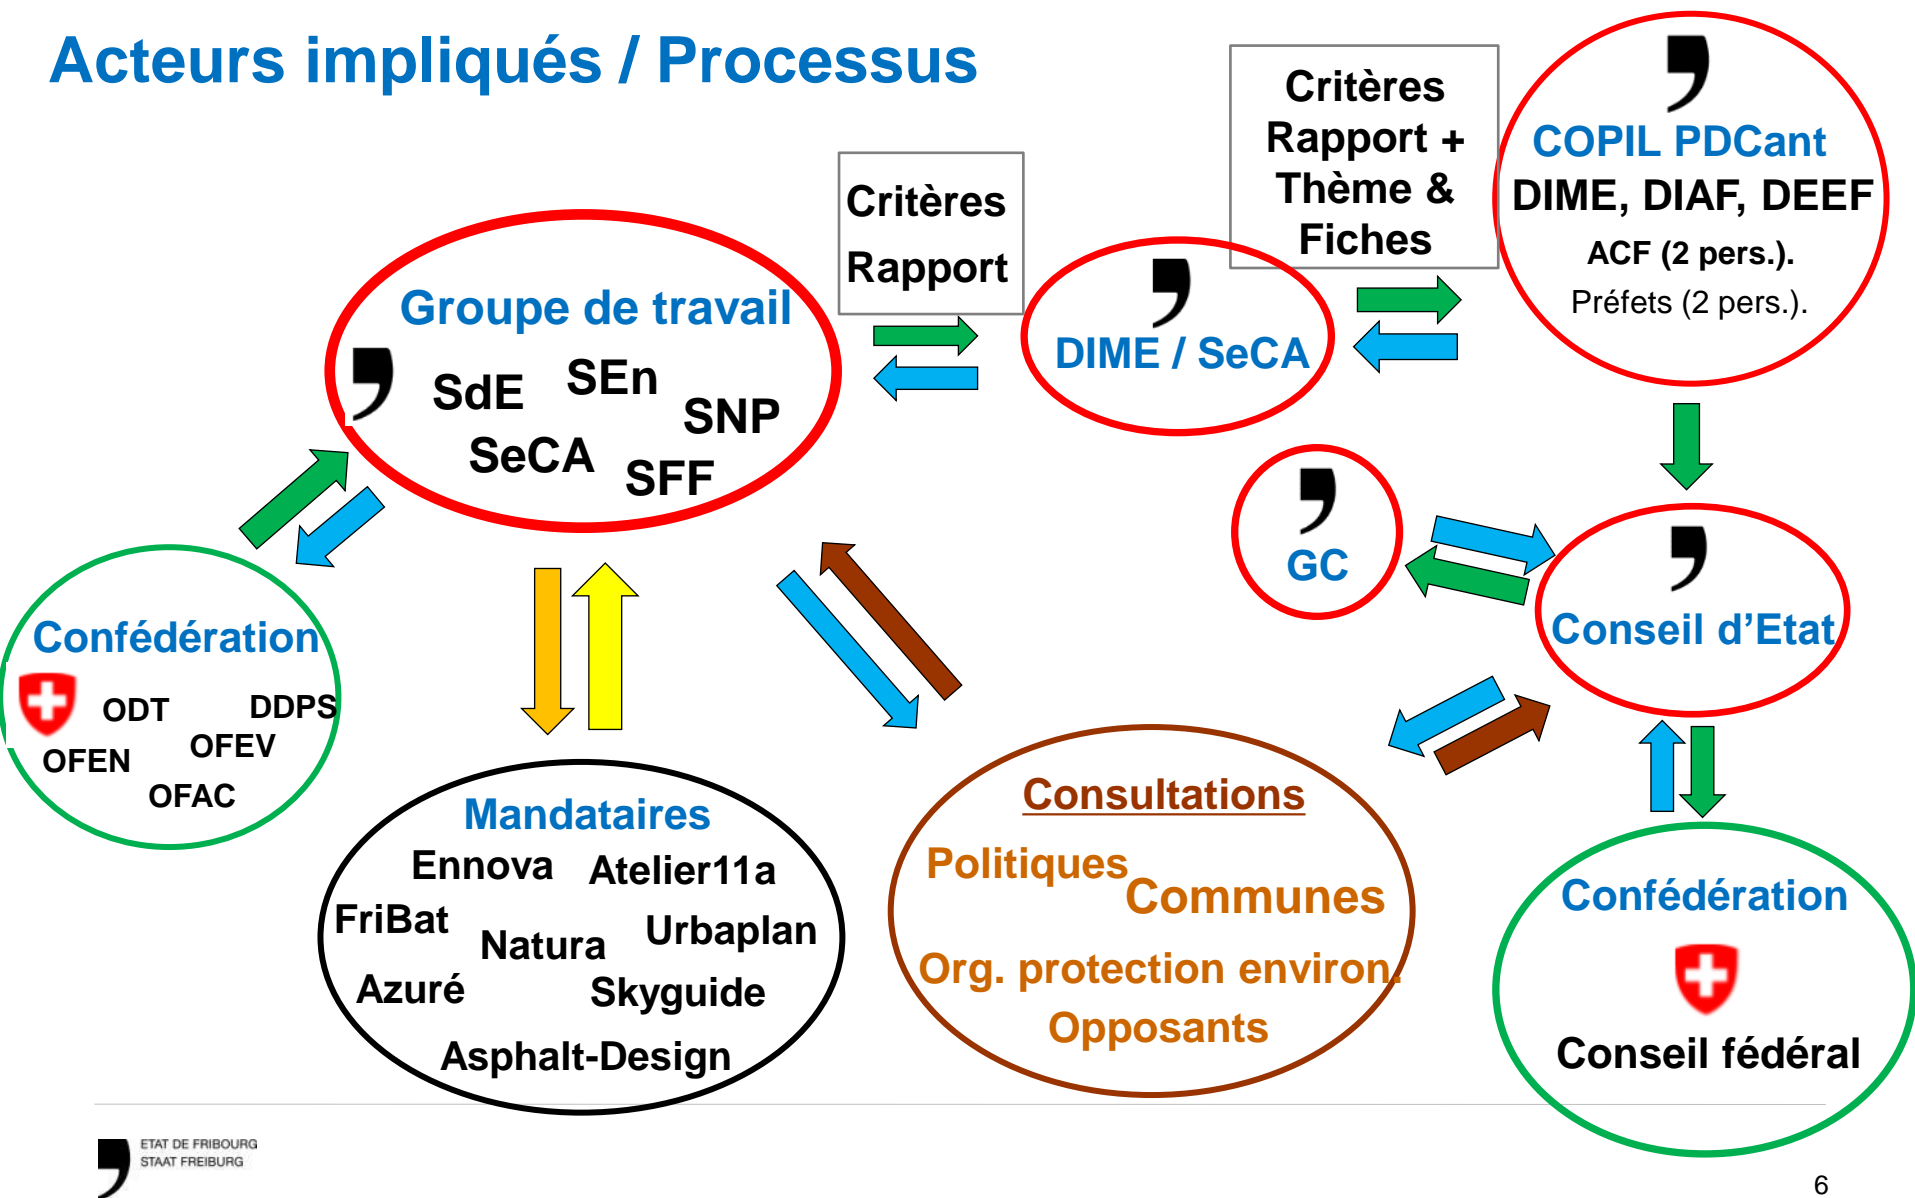 Acteurs impliqués / Processus
Critères
Rapport +
Thème &
Fiches
COPIL PDCant
DIME, DIAF, DEEF
ACF (2 pers.).
Préfets (2 pers.).
Critères
Rapport
Groupe de travail
SdE
SEn
SNP
SeCA
SFF
DIME / SeCA
GC
Conseil d’Etat
Confédération
ODT
DDPS
OFEN
OFEV
OFAC
Mandataires
Ennova
Atelier11a
FriBat
Natura
Urbaplan
Azuré
Skyguide
Asphalt-Design
Consultations
Politiques
Communes
Org. protection environ.
Opposants
Confédération
Conseil fédéral
ETAT DE FRIBOURG
STAAT FREIBURG
6